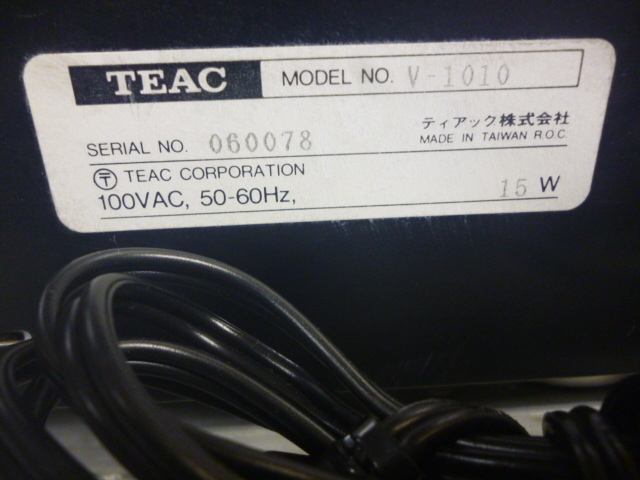 TEAC MODEL NO. V-1010
SERIAL NO. 060078 ティアック株式会社
MADE IN TAIWAN R.O.C.
〒 TEAC CORPORATION
100VAC, 50-60Hz, 15 W